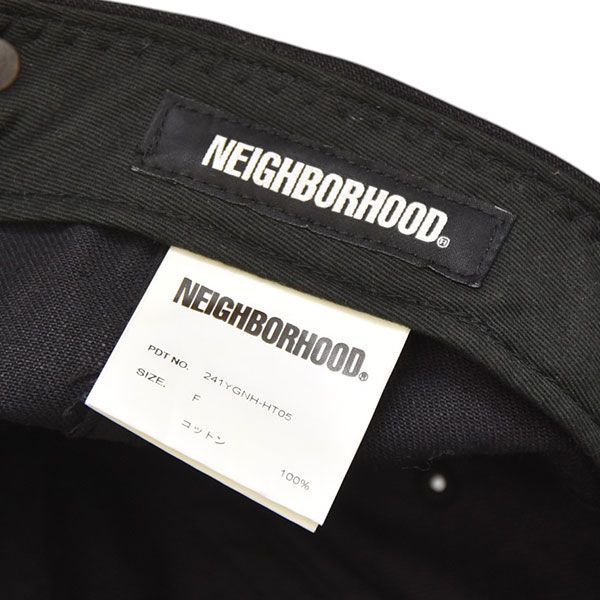 NEIGHBORHOOD®
NEIGHBORHOOD®
PDT NO. 241YGNH-HT05
SIZE. F
コットン 100%